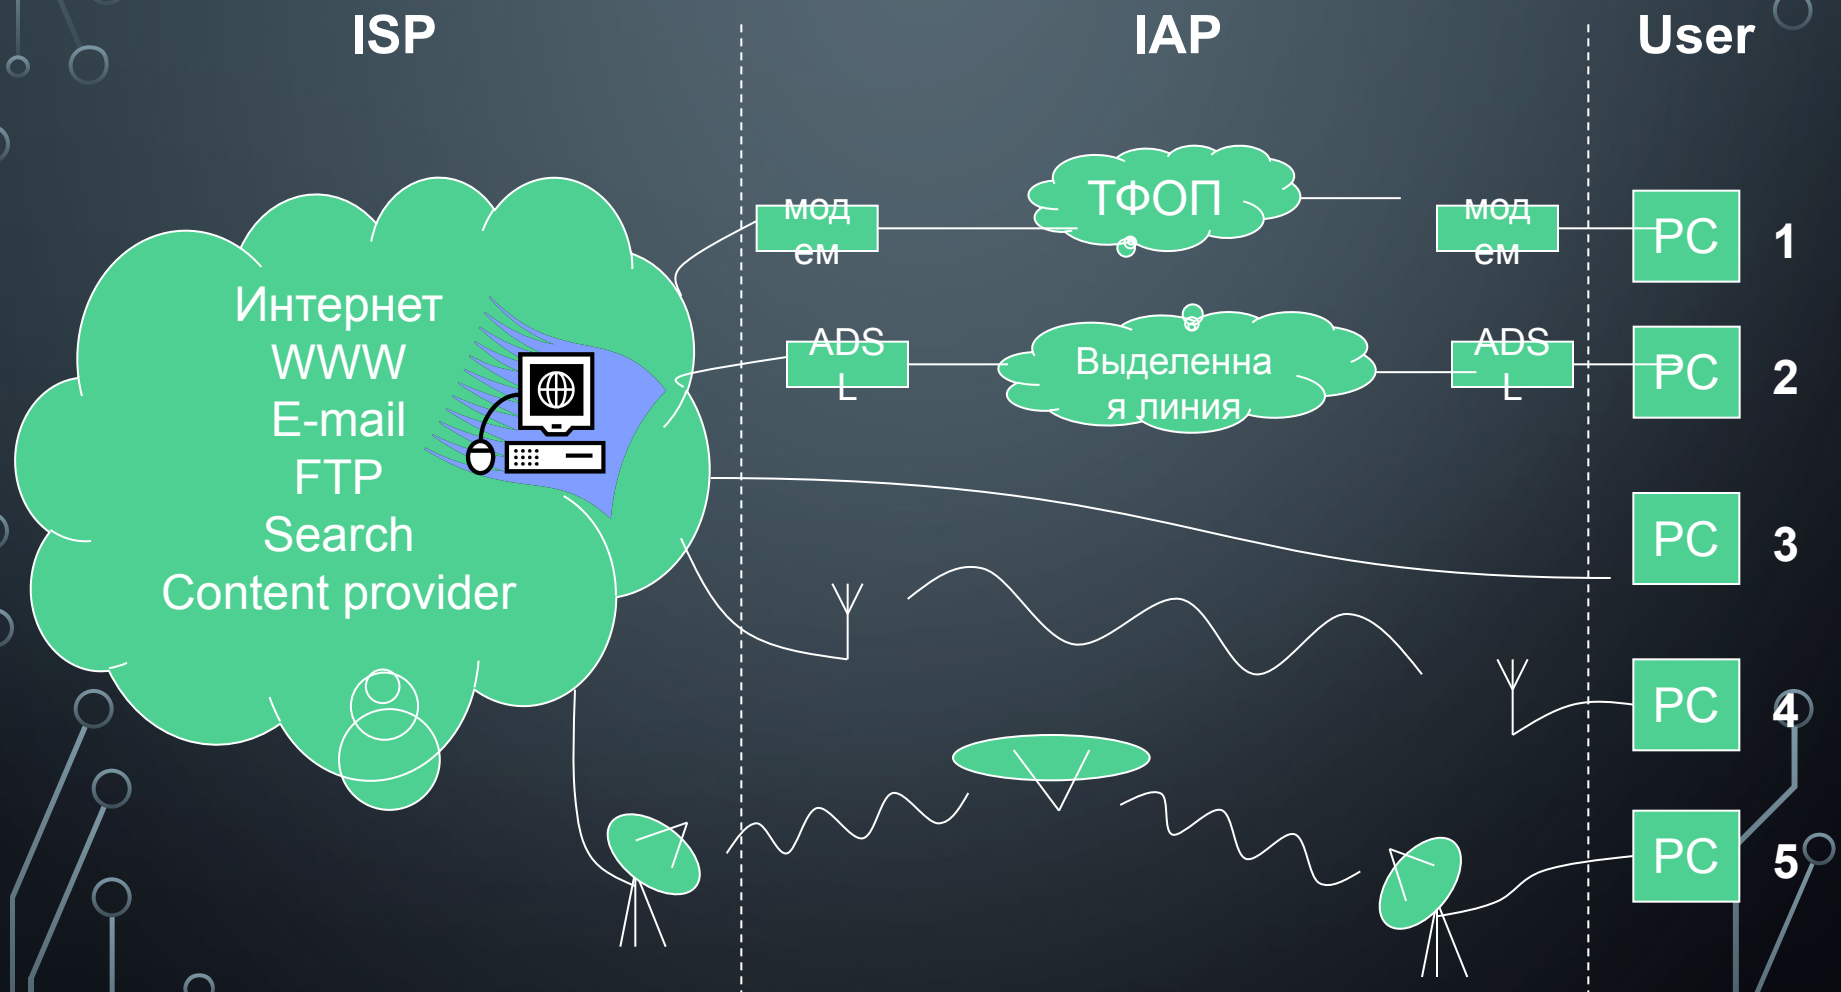 ISP
IAP
User
Интернет
WWW
E-mail
FTP
Search
Content provider
мод
ем
ТФОП
мод
ем
PC
1
ADS
L
Выделенна
я линия
ADS
L
PC
2
PC
3
PC
4
PC
5